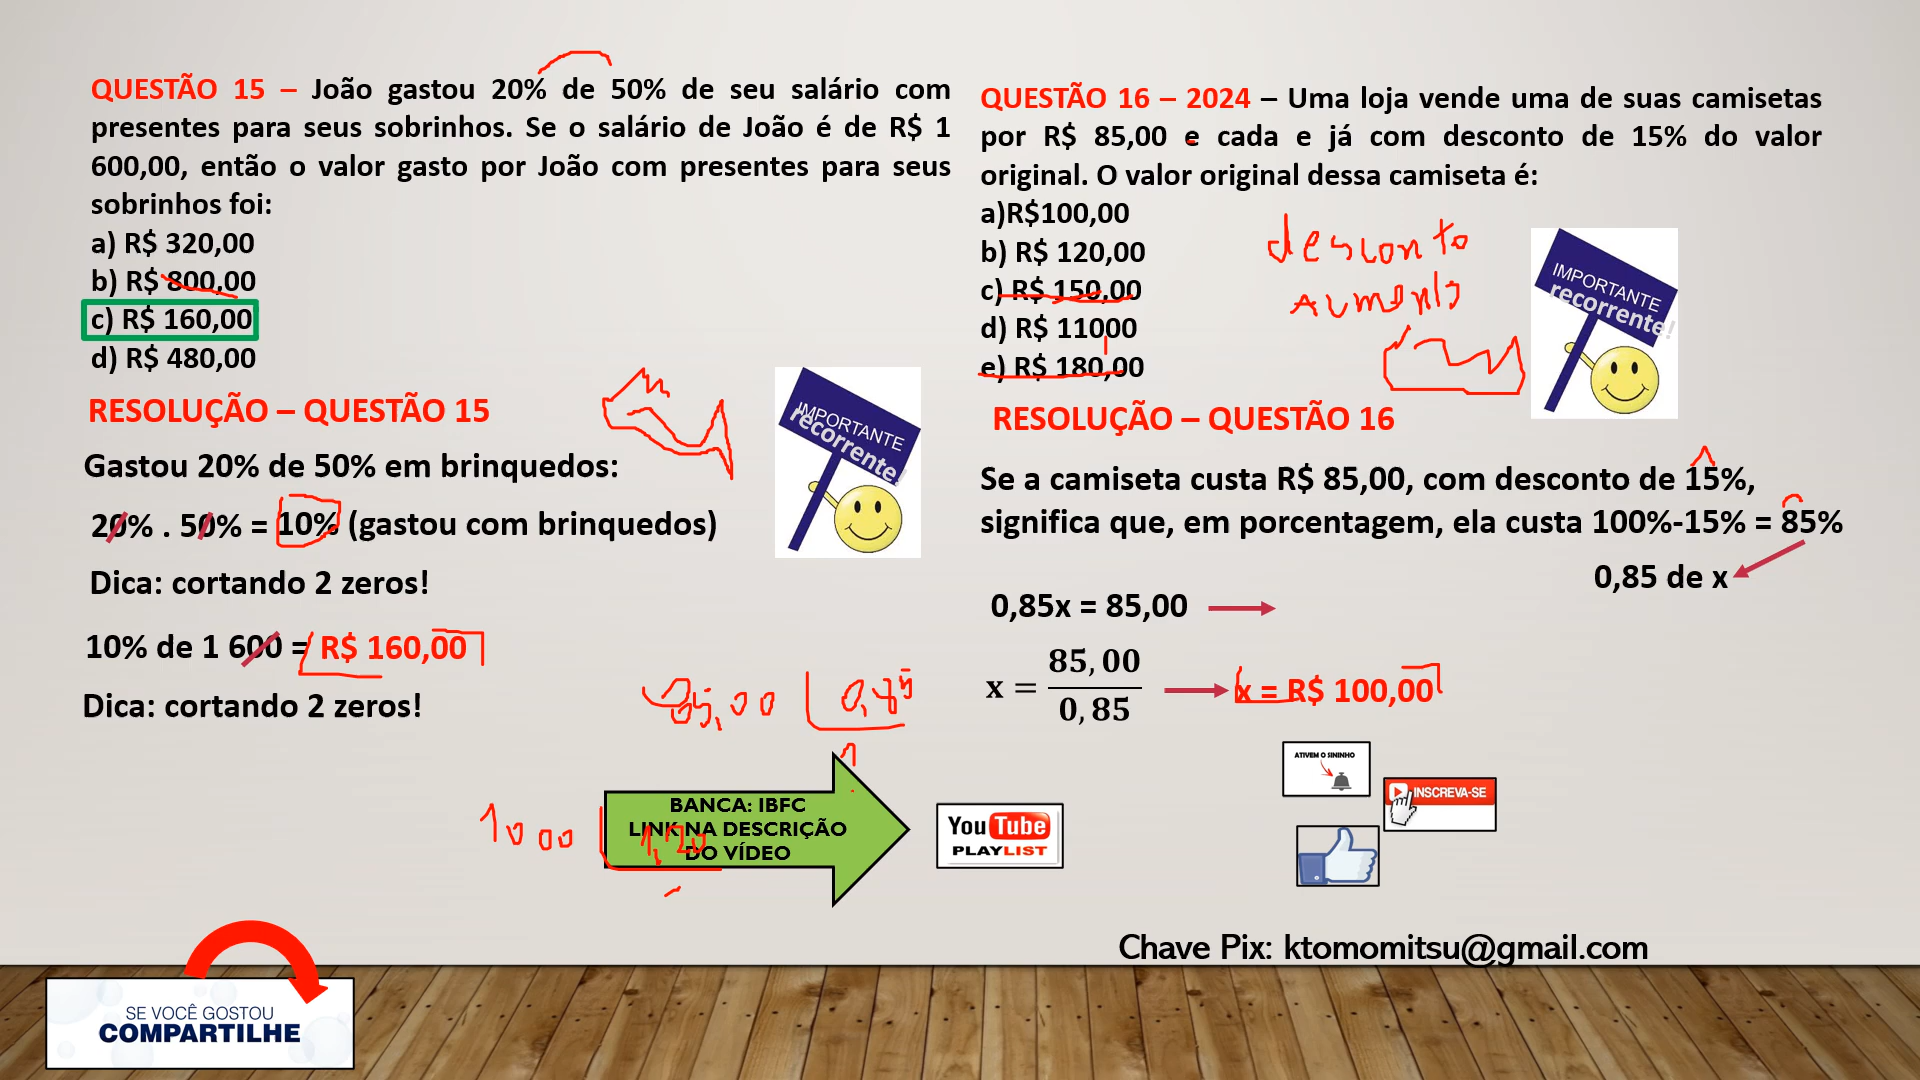 QUESTÃO 15 – João gastou 20% de 50% de seu salário com
presentes para seus sobrinhos. Se o salário de João é de R$ 1
600,00, então o valor gasto por João com presentes para seus
sobrinhos foi:
a) R$ 320,00
b) R$ 800,00
c) R$ 160,00
d) R$ 480,00
RESOLUÇÃO – QUESTÃO 15
Gastou 20% de 50% em brinquedos:
20% . 50% = 10% (gastou com brinquedos)
Dica: cortando 2 zeros!
10% de 1 600 = R$ 160,00
Dica: cortando 2 zeros!
IMPORTANTE
recorrente!
QUESTÃO 16 – 2024 – Uma loja vende uma de suas camisetas
por R$ 85,00 e cada e já com desconto de 15% do valor
original. O valor original dessa camiseta é:
a)R$100,00
b) R$ 120,00
c) R$ 150,00
d) R$ 11000
e) R$ 180,00
desconto
aumento
IMPORTANTE
recorrente!
RESOLUÇÃO – QUESTÃO 16
Se a camiseta custa R$ 85,00, com desconto de 15%,
significa que, em porcentagem, ela custa 100%-15% = 85%
0,85 de x
0,85x = 85,00
x = 85,00 / 0,85
x = R$ 100,00
85,00 0,85
1
1000 1,20
BANCA: IBFC
LINK NA DESCRIÇÃO
DO VÍDEO
YouTube
PLAYLIST
ATIVEM O SININHO
INSCREVA-SE
Chave Pix: ktomomitsu@gmail.com
SE VOCÊ GOSTOU
COMPARTILHE